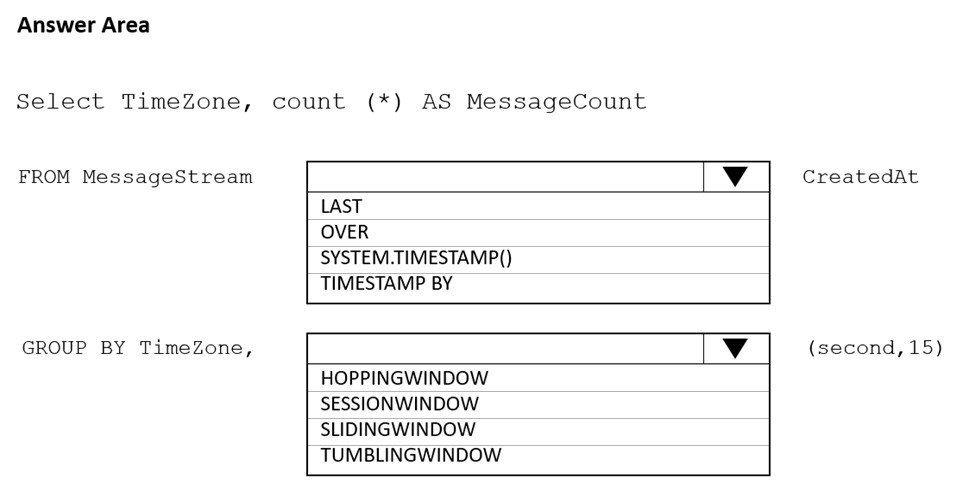 Answer Area
Select TimeZone, count (*) AS MessageCount
FROM MessageStream CreatedAt
LAST
OVER
SYSTEM.TIMESTAMP()
TIMESTAMP BY
GROUP BY TimeZone, (second,15)
HOPPINGWINDOW
SESSIONWINDOW
SLIDINGWINDOW
TUMBLINGWINDOW